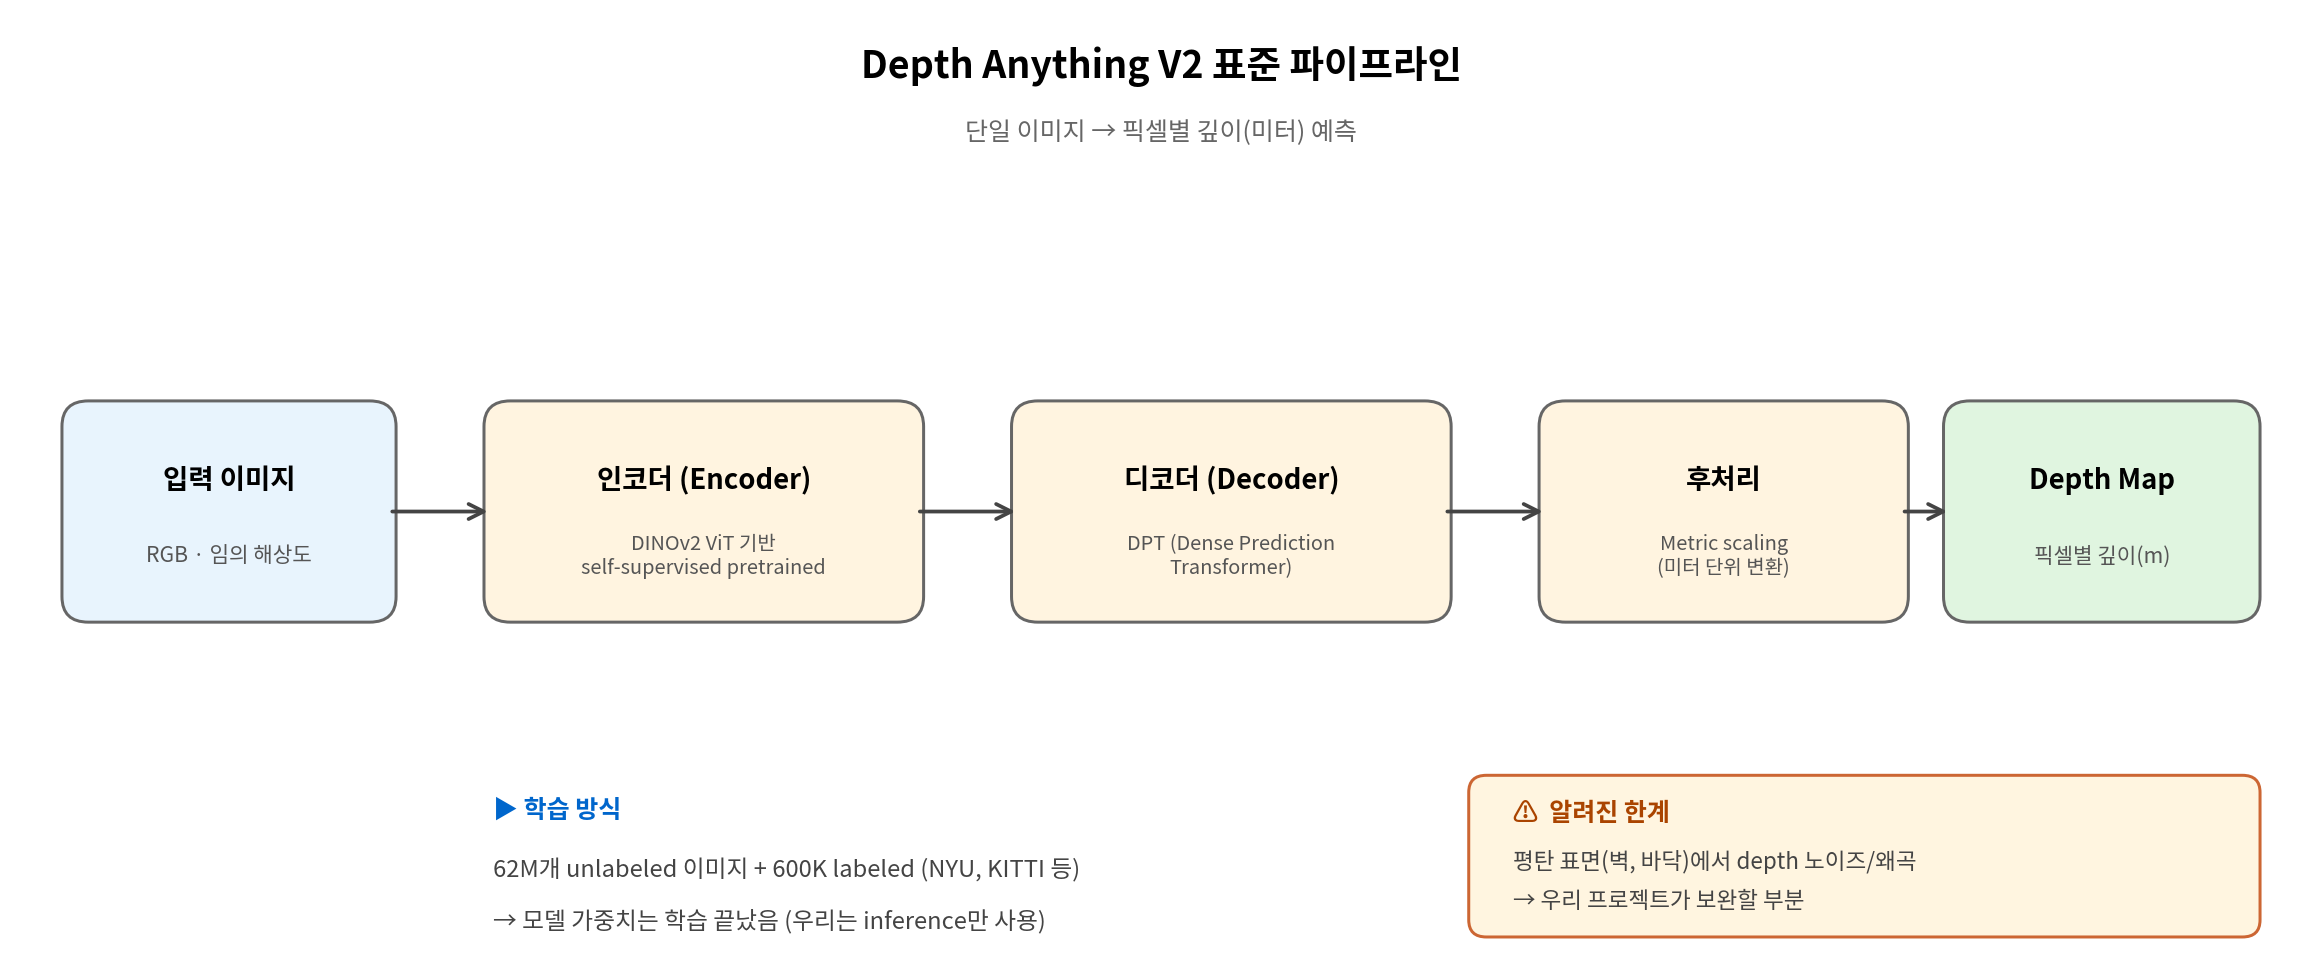 Depth Anything V2 표준 파이프라인
단일 이미지 → 픽셀별 깊이(미터) 예측
입력 이미지
RGB · 임의 해상도
인코더 (Encoder)
DINOv2 ViT 기반
self-supervised pretrained
디코더 (Decoder)
DPT (Dense Prediction
Transformer)
후처리
Metric scaling
(미터 단위 변환)
Depth Map
픽셀별 깊이(m)
▶ 학습 방식
62M개 unlabeled 이미지 + 600K labeled (NYU, KITTI 등)
→ 모델 가중치는 학습 끝났음 (우리는 inference만 사용)
⚠ 알려진 한계
평탄 표면(벽, 바닥)에서 depth 노이즈/왜곡
→ 우리 프로젝트가 보완할 부분